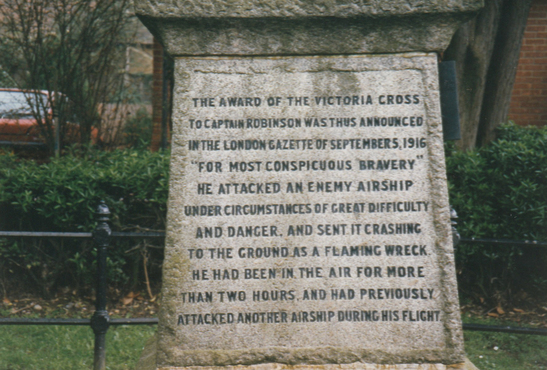 THE AWARD OF THE VICTORIA CROSS
TO CAPTAIN ROBINSON WAS THUS ANNOUNCED
IN THE LONDON GAZETTE OF SEPTEMBER 5, 1916
"FOR MOST CONSPICUOUS BRAVERY"
HE ATTACKED AN ENEMY AIRSHIP
UNDER CIRCUMSTANCES OF GREAT DIFFICULTY
AND DANGER, AND SENT IT CRASHING
TO THE GROUND AS A FLAMING WRECK.
HE HAD BEEN IN THE AIR FOR MORE
THAN TWO HOURS, AND HAD PREVIOUSLY
ATTACKED ANOTHER AIRSHIP DURING HIS FLIGHT.